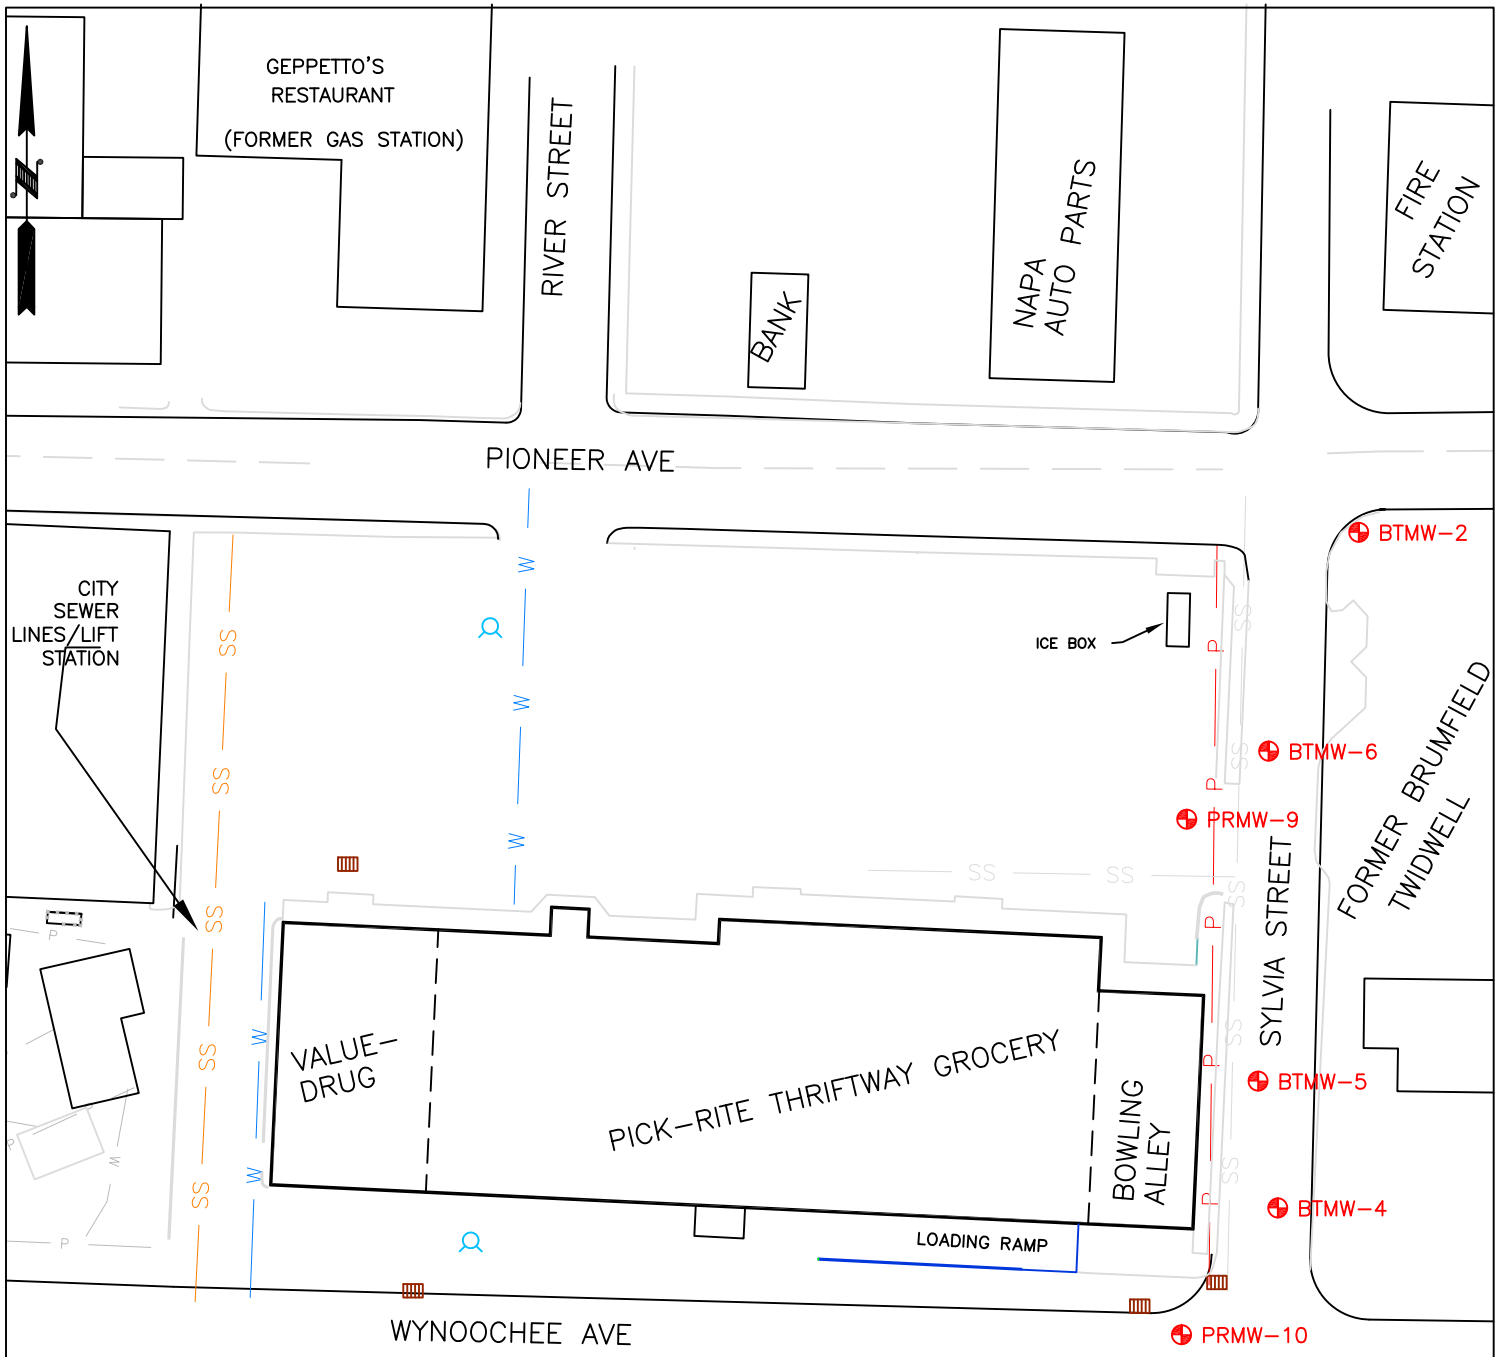 GEPPETTO'S
RESTAURANT
(FORMER GAS STATION)
RIVER STREET
BANK
NAPA
AUTO PARTS
FIRE
STATION
N
PIONEER AVE
BTMW-2
CITY
SEWER
LINES/LIFT
STATION
ICE BOX
SS
SS
SS
SS
SS
W
W
W
W
W
P
P
P
P
P
SS
SS
SS
SS
SS
SS
SS
BTMW-6
PRMW-9
FORMER BRUMFIELD
TWIDWELL
SYLVIA STREET
P
P
P
W
VALUE-
DRUG
PICK-RITE THRIFTWAY GROCERY
BOWLING
ALLEY
BTMW-5
BTMW-4
LOADING RAMP
WYNOOCHEE AVE
PRMW-10